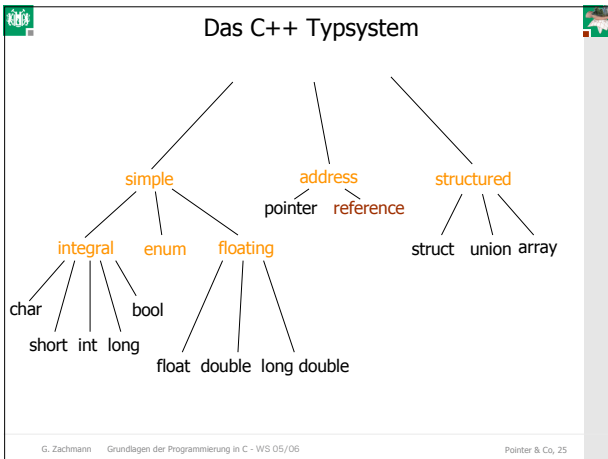 Das C++ Typsystem
simple address structured
pointer reference
integral enum floating struct union array
char bool
short int long
float double long double
G. Zachmann Grundlagen der Programmierung in C - WS 05/06 Pointer & Co, 25